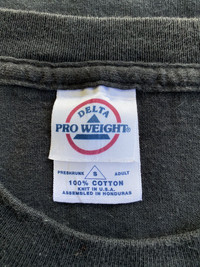 DELTA
PRO WEIGHT®
PRESHRUNK S ADULT
100% COTTON
KNIT IN U.S.A.
ASSEMBLED IN HONDURAS